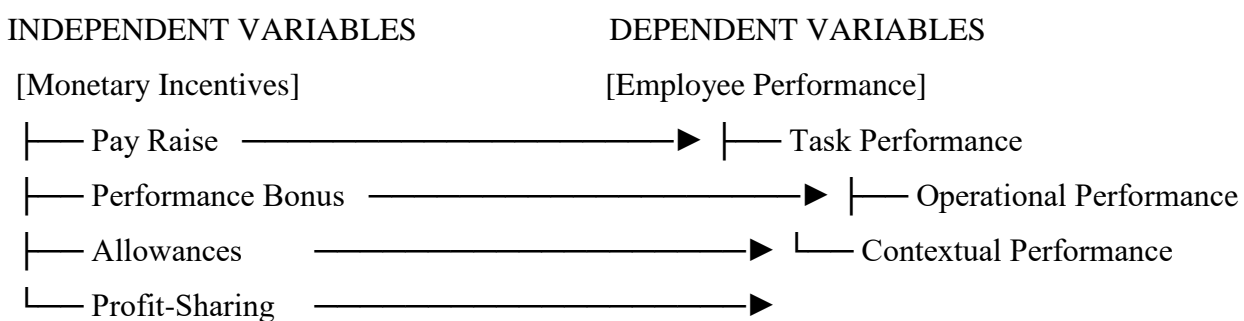 INDEPENDENT VARIABLES DEPENDENT VARIABLES
[Monetary Incentives] [Employee Performance]
├── Pay Raise ────────────────────► ├── Task Performance
├── Performance Bonus ────────────────────► ├── Operational Performance
├── Allowances ────────────────────► └── Contextual Performance
└── Profit-Sharing ────────────────────►